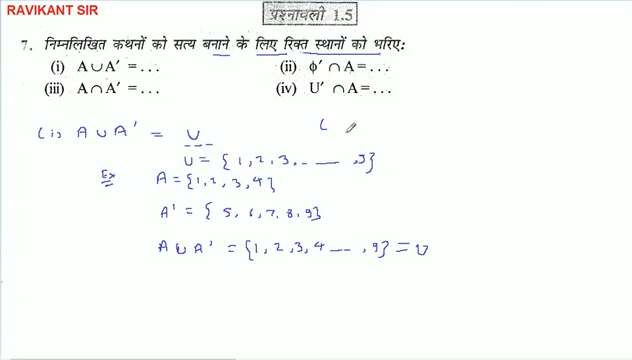 RAVIKANT SIR
प्रश्नावली 1.5
7. निम्नलिखित कथनों को सत्य बनाने के लिए रिक्त स्थानों को भरिए:
(i) A ∪ A′ = . . . (ii) ϕ′ ∩ A = . . .
(iii) A ∩ A′ = . . . (iv) U′ ∩ A = . . .
(i) A ∪ A' = U (
U = {1, 2, 3, . — — , 9}
Ex A = {1, 2, 3, 4}
A' = { 5, 6, 7, 8, 9}
A ∪ A' = {1, 2, 3, 4 — – , 9} = U